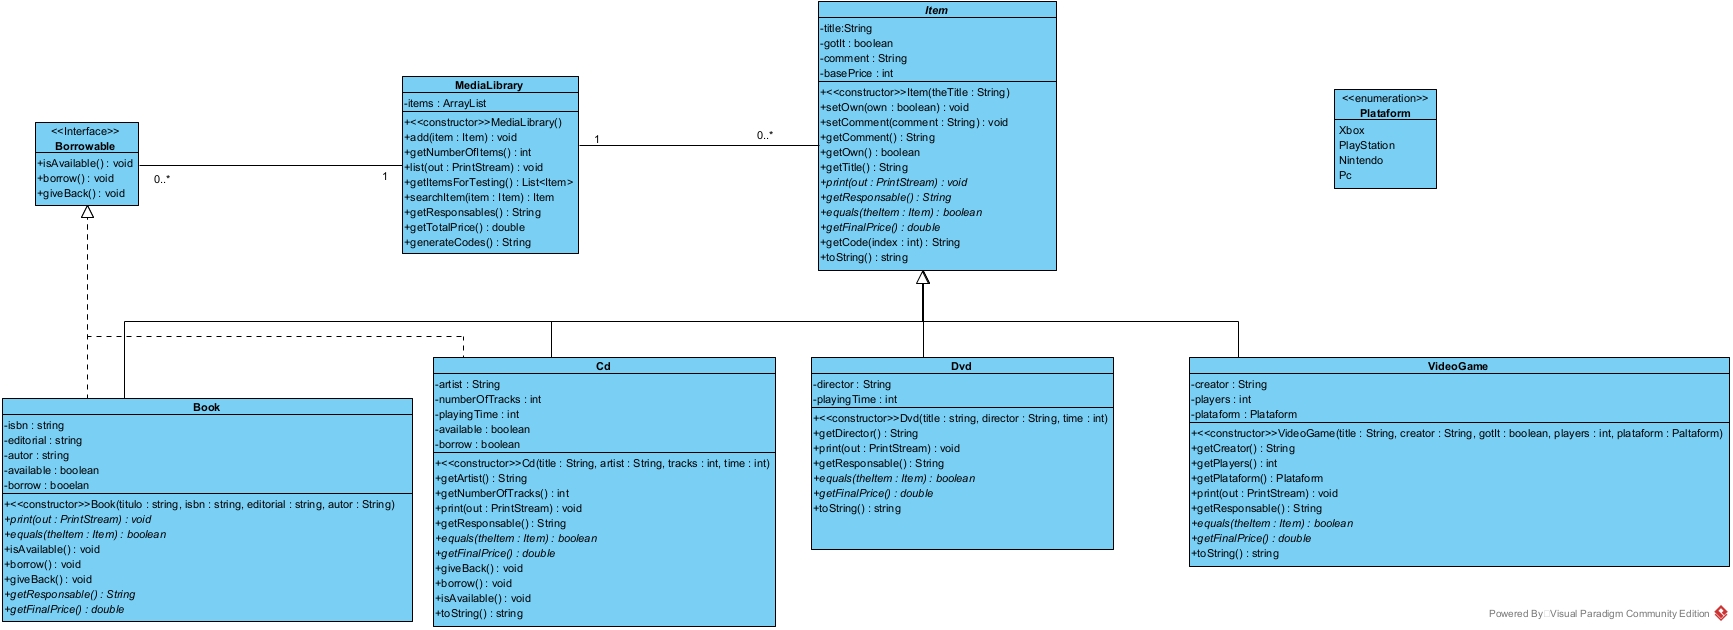 Item
-title:String
-gotIt : boolean
-comment : String
-basePrice : int
+<<constructor>>Item(theTitle : String)
+setOwn(own : boolean) : void
+setComment(comment : String) : void
+getComment() : String
+getOwn() : boolean
+getTitle() : String
+print(out : PrintStream) : void
+getResponsable() : String
+equals(theItem : Item) : boolean
+getFinalPrice() : double
+getCode(index : int) : String
+toString() : string
MediaLibrary
-items : ArrayList
+<<constructor>>MediaLibrary()
+add(item : Item) : void
+getNumberOfItems() : int
+list(out : PrintStream) : void
+getItemsForTesting() : List<Item>
+searchItem(item : Item) : Item
+getResponsables() : String
+getTotalPrice() : double
+generateCodes() : String
1
0..*
<<Interface>>
Borrowable
+isAvailable() : void
+borrow() : void
+giveBack() : void
0..*
1
<<enumeration>>
Plataform
Xbox
PlayStation
Nintendo
Pc
Book
-isbn : string
-editorial : string
-autor : string
-available : boolean
-borrow : booelan
+<<constructor>>Book(titulo : string, isbn : string, editorial : string, autor : String)
+print(out : PrintStream) : void
+equals(theItem : Item) : boolean
+isAvailable() : void
+borrow() : void
+giveBack() : void
+getResponsable() : String
+getFinalPrice() : double
Cd
-artist : String
-numberOfTracks : int
-playingTime : int
-available : boolean
-borrow : boolean
+<<constructor>>Cd(title : String, artist : String, tracks : int, time : int)
+getArtist() : String
+getNumberOfTracks() : int
+print(out : PrintStream) : void
+getResponsable() : String
+equals(theItem : Item) : boolean
+getFinalPrice() : double
+giveBack() : void
+borrow() : void
+isAvailable() : void
+toString() : string
Dvd
-director : String
-playingTime : int
+<<constructor>>Dvd(title : string, director : String, time : int)
+getDirector() : String
+print(out : PrintStream) : void
+getResponsable() : String
+equals(theItem : Item) : boolean
+getFinalPrice() : double
+toString() : string
VideoGame
-creator : String
-players : int
-plataform : Plataform
+<<constructor>>VideoGame(title : String, creator : String, gotIt : boolean, players : int, plataform : Paltaform)
+getCreator() : String
+getPlayers() : int
+getPlataform() : Plataform
+print(out : PrintStream) : void
+getResponsable() : String
+equals(theItem : Item) : boolean
+getFinalPrice() : double
+toString() : string
Powered By Visual Paradigm Community Edition